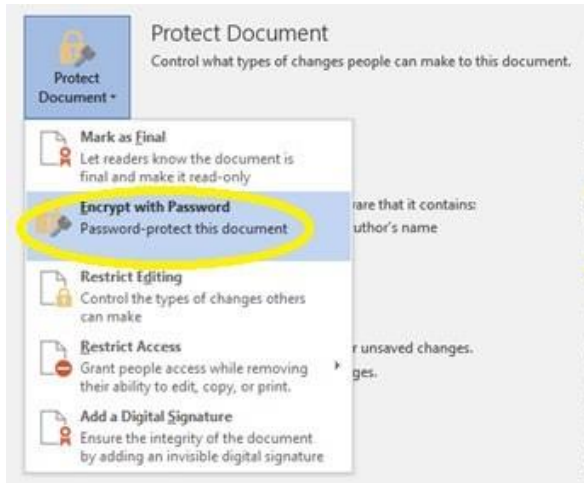 Protect Document
Control what types of changes people can make to this document.
Protect
Document
Mark as Final
Let readers know the document is
final and make it read-only
Encrypt with Password
Password-protect this document
are that it contains:
uthor's name
Restrict Editing
Control the types of changes others
can make
Restrict Access
Grant people access while removing
their ability to edit, copy, or print.
r unsaved changes.
ges.
Add a Digital Signature
Ensure the integrity of the document
by adding an invisible digital signature